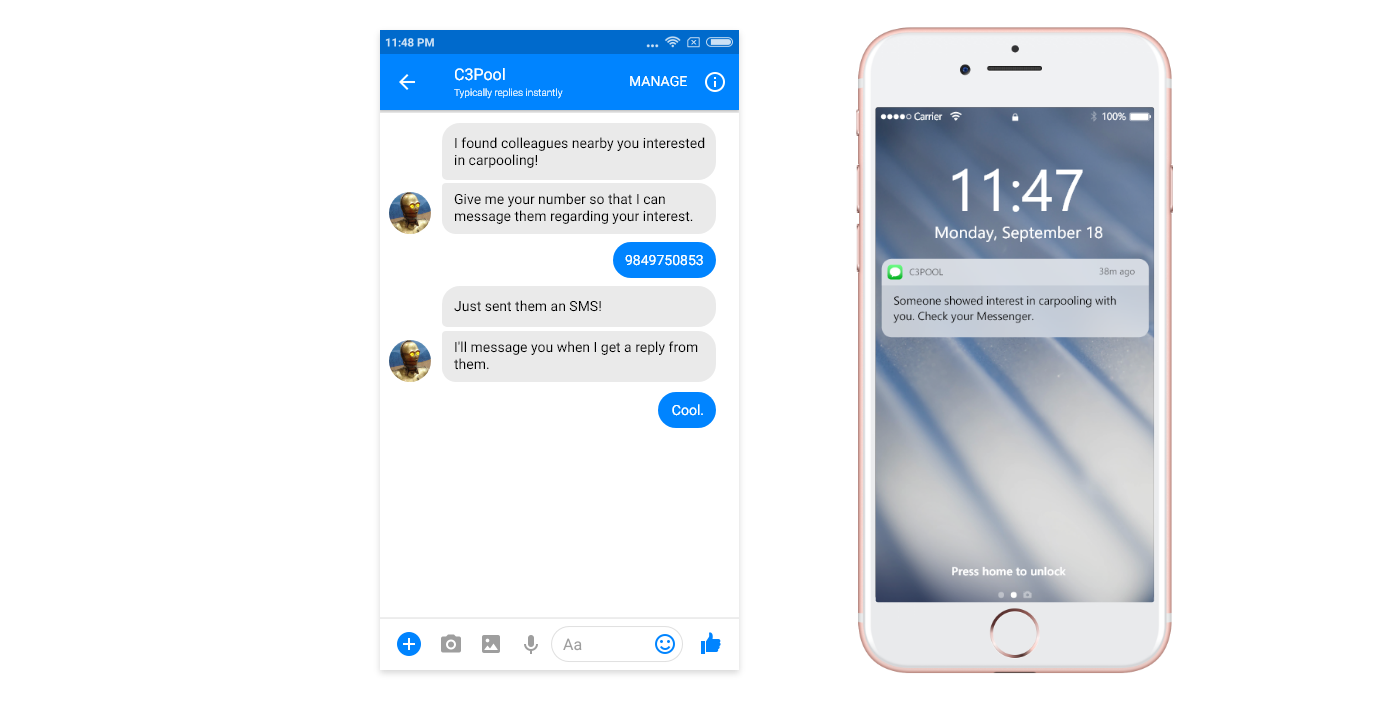 11:48 PM
C3Pool
Typically replies instantly
MANAGE
I found colleagues nearby you interested
in carpooling!
Give me your number so that I can
message them regarding your interest.
9849750853
Just sent them an SMS!
I'll message you when I get a reply from
them.
Cool.
Aa
Carrier
100%
11:47
Monday, September 18
C3POOL
38m ago
Someone showed interest in carpooling with
you. Check your Messenger.
Press home to unlock